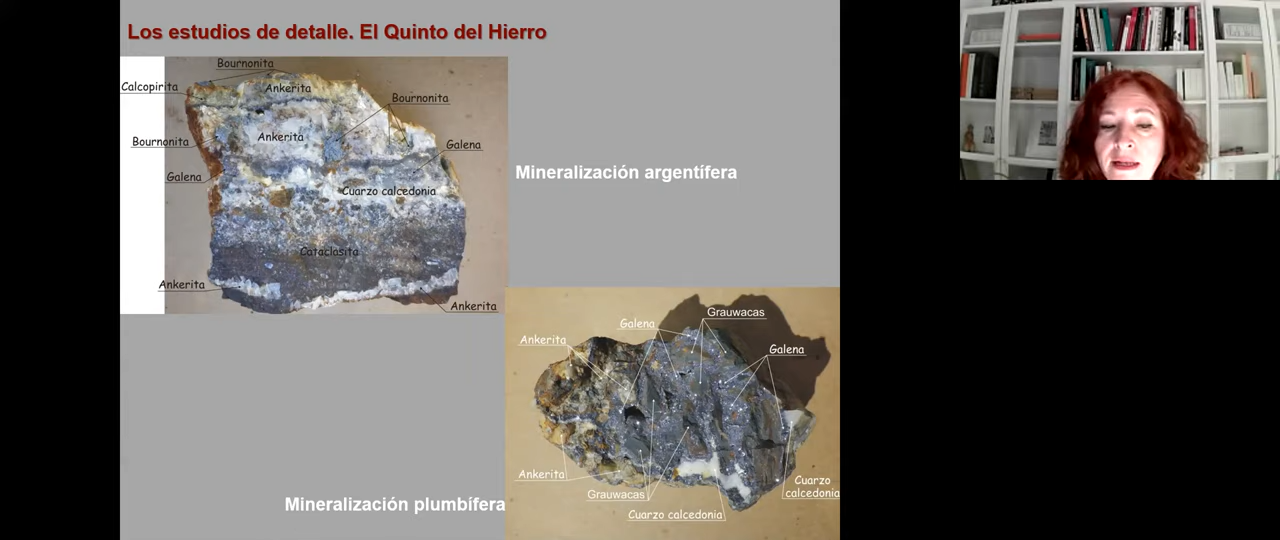 Los estudios de detalle. El Quinto del Hierro
Bournonita
Calcopirita
Ankerita
Bournonita
Ankerita
Bournonita
Galena
Galena
Cuarzo calcedonia
Cataclasita
Ankerita
Ankerita
Mineralización argentífera
Grauwacas
Galena
Ankerita
Galena
Ankerita
Grauwacas
Cuarzo
calcedonia
Cuarzo calcedonia
Mineralización plumbífera